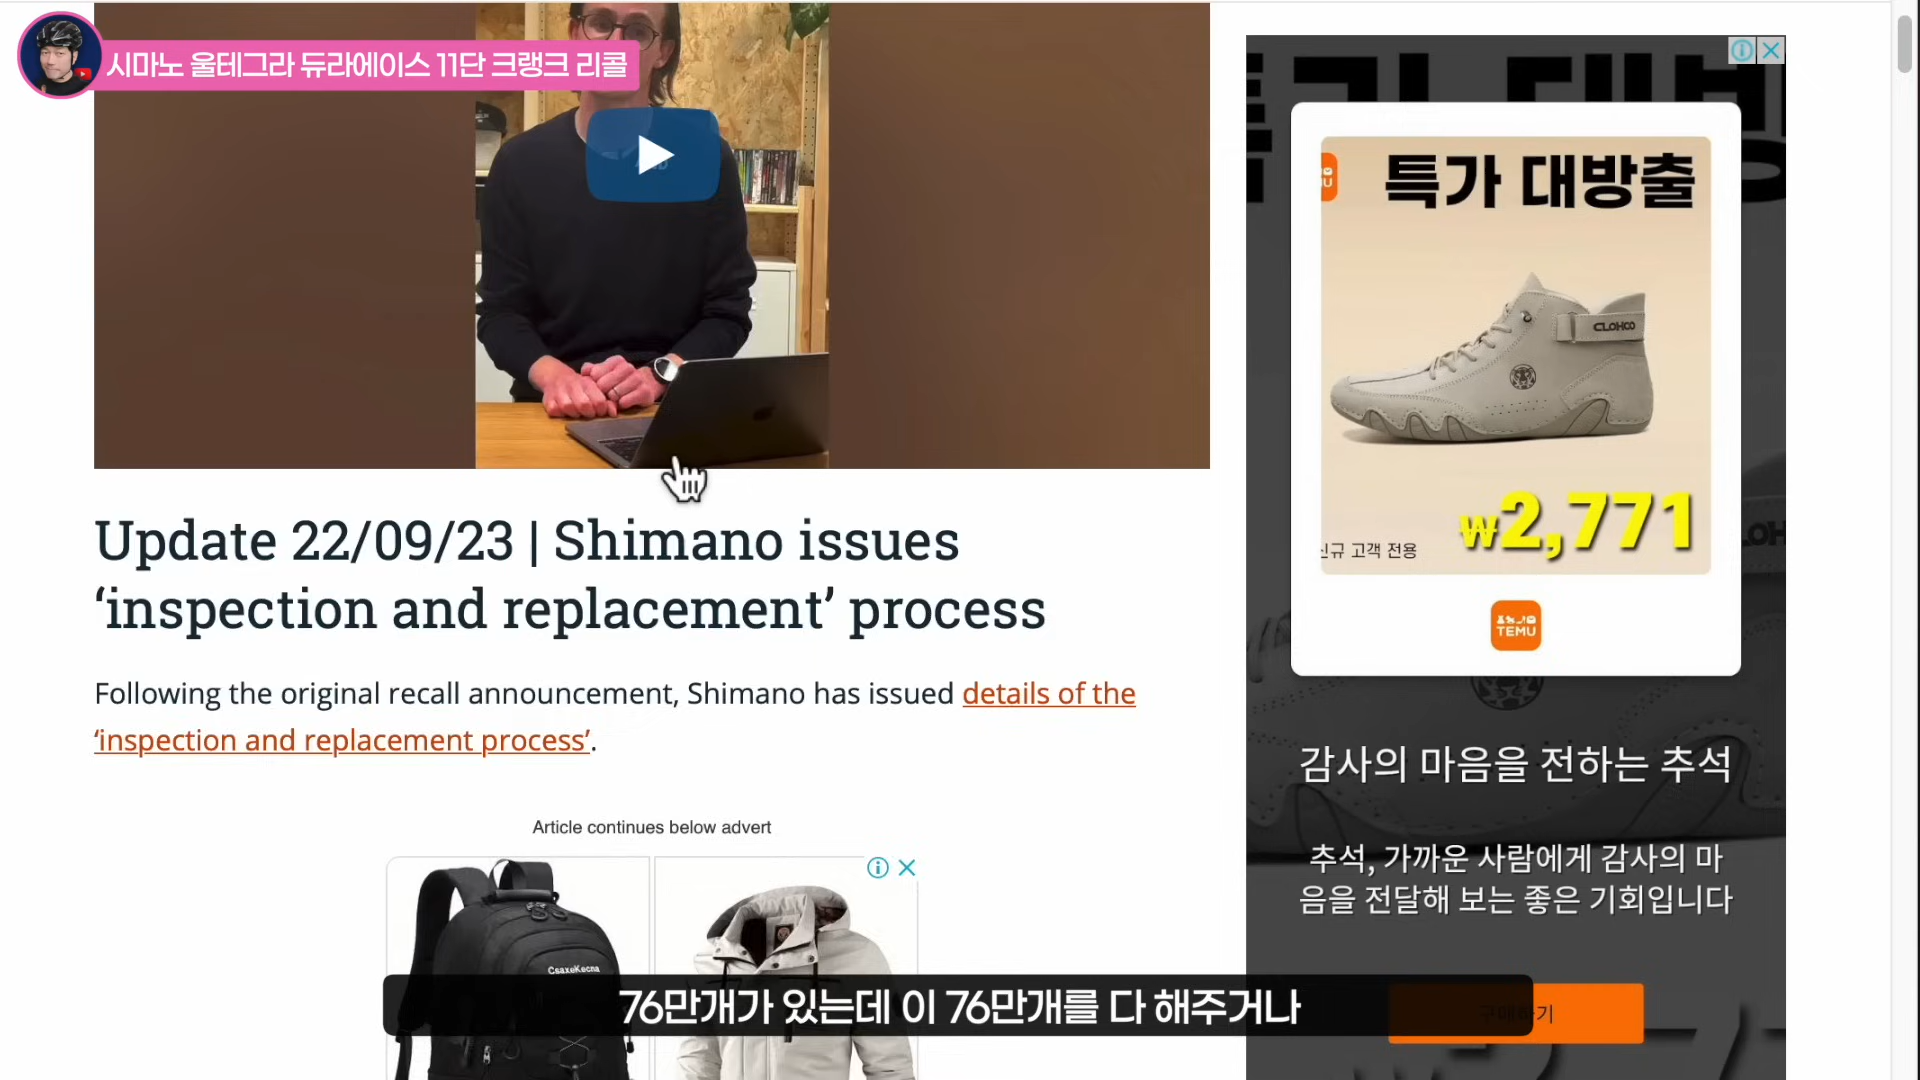 시마노 울테그라 듀라에이스 11단 크랭크 리콜
Update 22/09/23 | Shimano issues
‘inspection and replacement’ process
Following the original recall announcement, Shimano has issued details of the
‘inspection and replacement process’.
Article continues below advert
CsaxeKecna
76만개가 있는데 이 76만개를 다 해주거나
특가 대방출
CLOHOO
₩2,771
신규 고객 전용
TEMU
감사의 마음을 전하는 추석
추석, 가까운 사람에게 감사의 마
음을 전달해 보는 좋은 기회입니다
구매하기